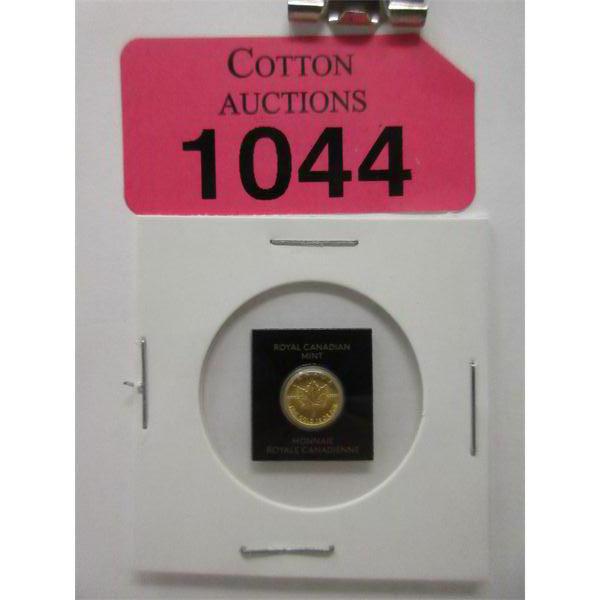 COTTON
AUCTIONS
1044
ROYAL CANADIAN
MINT
MONNAIE
ROYALE CANADIENNE